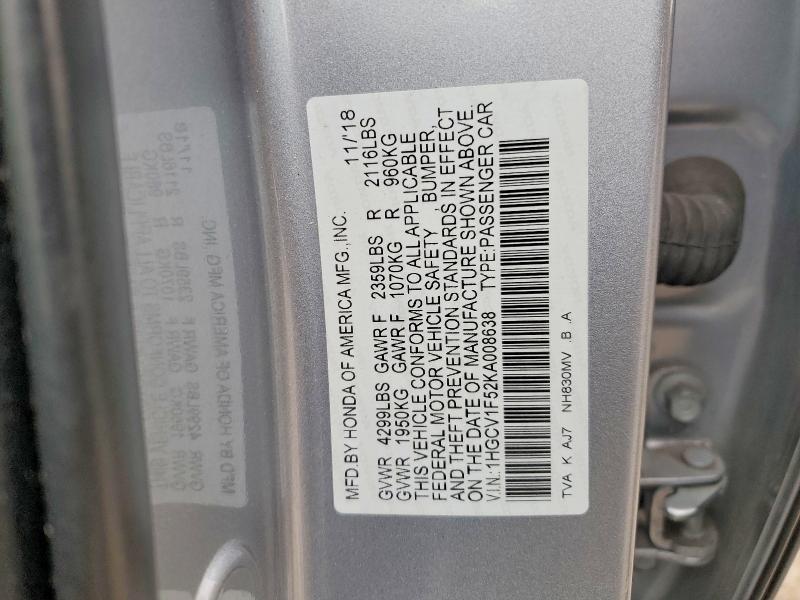 MFD.BY HONDA OF AMERICA MFG.,INC. 11/'18
GVWR 4299LBS GAWR F 2359LBS R 2116LBS
GVWR 1950KG GAWR F 1070KG R 960KG
THIS VEHICLE CONFORMS TO ALL APPLICABLE
FEDERAL MOTOR VEHICLE SAFETY , BUMPER,
AND THEFT PREVENTION STANDARDS IN EFFECT
ON THE DATE OF MANUFACTURE SHOWN ABOVE.
V.I.N.:1HGCV1F52KA008638 TYPE:PASSENGER CAR
TVA K AJ7 NH830MV .B .A